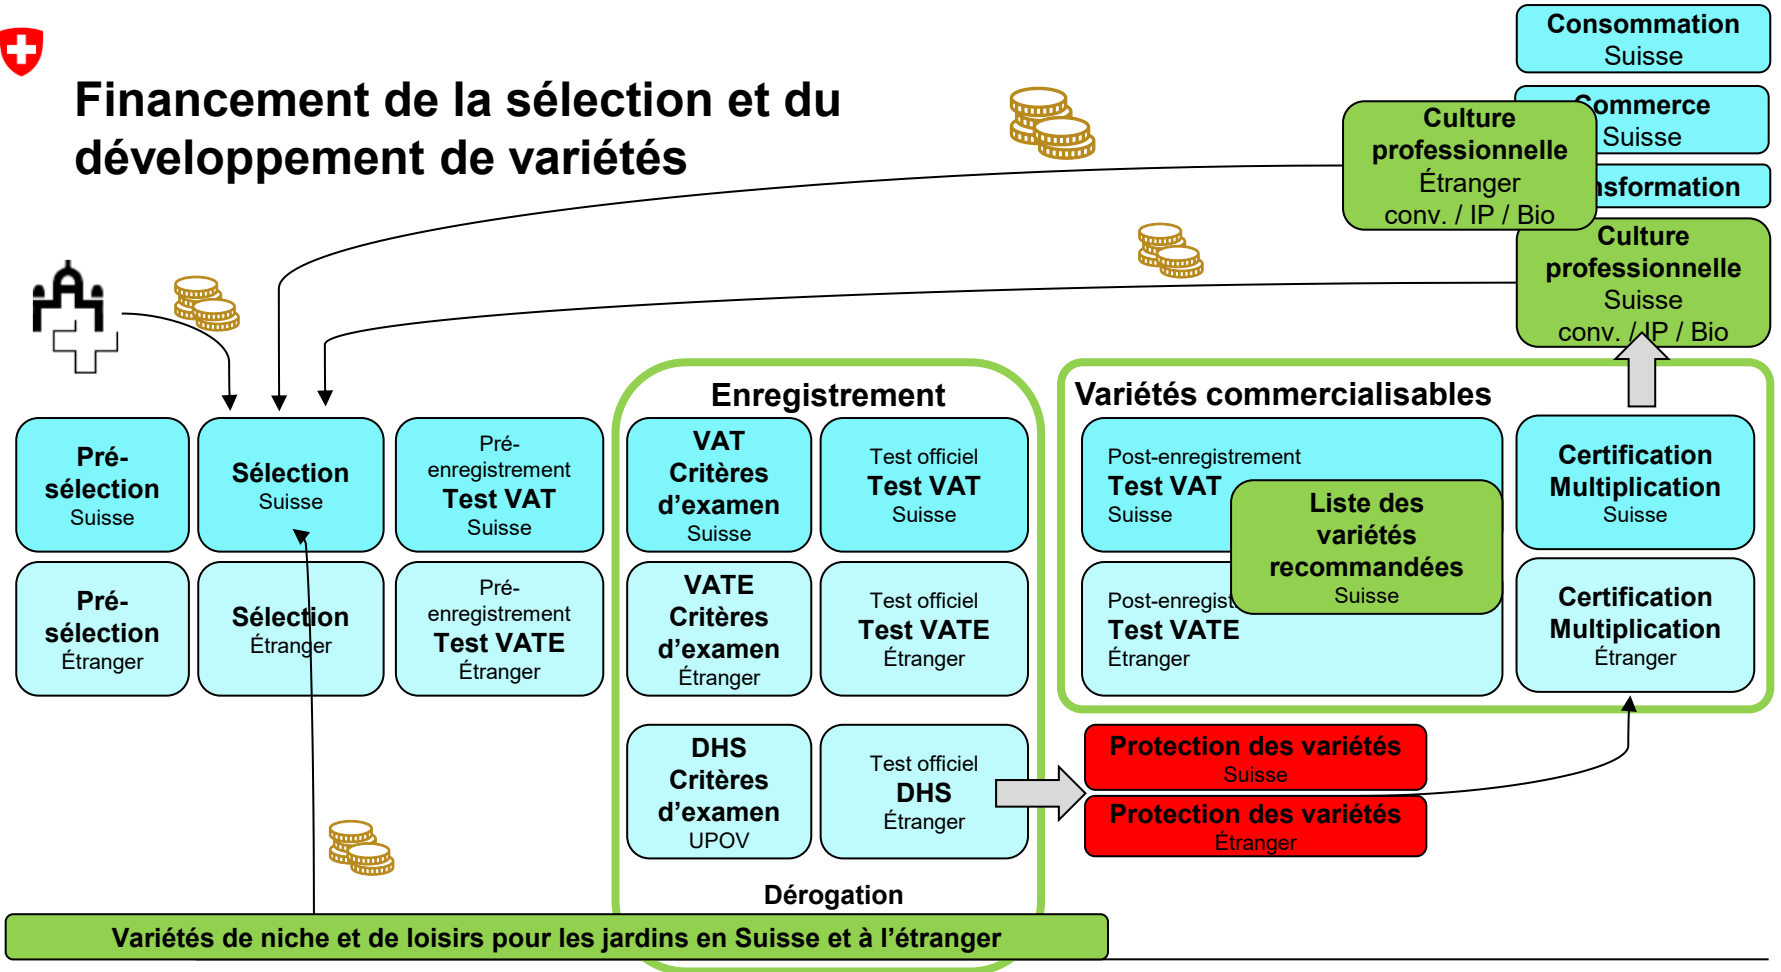 Financement de la sélection et du
développement de variétés
Consommation
Suisse
ommerce
Suisse
nsformation
Culture
professionnelle
Étranger
conv. / IP / Bio
Culture
professionnelle
Suisse
conv. / IP / Bio
Enregistrement
Variétés commercialisables
Pré-
sélection
Suisse
Sélection
Suisse
Pré-
enregistrement
Test VAT
Suisse
VAT
Critères
d’examen
Suisse
Test officiel
Test VAT
Suisse
Post-enregistrement
Test VAT
Suisse
Liste des
variétés
recommandées
Suisse
Certification
Multiplication
Suisse
Pré-
sélection
Étranger
Sélection
Étranger
Pré-
enregistrement
Test VATE
Étranger
VATE
Critères
d’examen
Étranger
Test officiel
Test VATE
Étranger
Post-enregist
Test VATE
Étranger
Certification
Multiplication
Étranger
DHS
Critères
d’examen
UPOV
Test officiel
DHS
Étranger
Protection des variétés
Suisse
Protection des variétés
Étranger
Dérogation
Variétés de niche et de loisirs pour les jardins en Suisse et à l’étranger